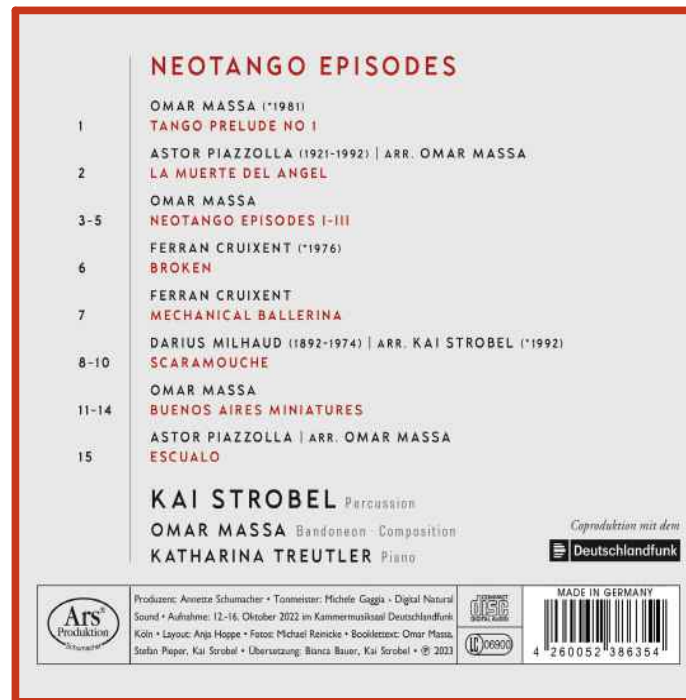 NEOTANGO EPISODES
OMAR MASSA (*1981)
1 TANGO PRELUDE NO 1
ASTOR PIAZZOLLA (1921-1992) | ARR. OMAR MASSA
2 LA MUERTE DEL ANGEL
OMAR MASSA
3-5 NEOTANGO EPISODES I-III
FERRAN CRUIXENT (*1976)
6 BROKEN
FERRAN CRUIXENT
7 MECHANICAL BALLERINA
DARIUS MILHAUD (1892-1974) | ARR. KAI STROBEL (*1992)
8-10 SCARAMOUCHE
OMAR MASSA
11-14 BUENOS AIRES MINIATURES
ASTOR PIAZZOLLA | ARR. OMAR MASSA
15 ESCUALO
KAI STROBEL Percussion
OMAR MASSA Bandoneon · Composition
KATHARINA TREUTLER Piano
Coproduktion mit dem
Deutschlandfunk
Ars®
Produktion
Schumacher
Produzent: Annette Schumacher • Tonmeister: Michele Gaggia - Digital Natural
Sound • Aufnahme: 12.-16. Oktober 2022 im Kammermusiksaal Deutschlandfunk
Köln • Layout: Anja Hoppe • Fotos: Michael Reinicke • Booklettext: Omar Massa,
Stefan Pieper, Kai Strobel • Übersetzung: Bianca Bauer, Kai Strobel • ℗ 2023
COMPACT
disc
DIGITAL AUDIO
LC 06900
MADE IN GERMANY
4 260052 386354